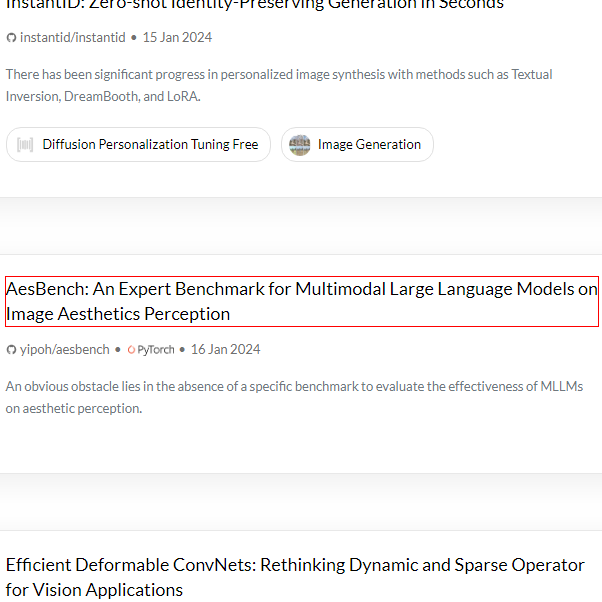 InstantID: Zero-shot Identity-Preserving Generation in Seconds
instantid/instantid • 15 Jan 2024
There has been significant progress in personalized image synthesis with methods such as Textual
Inversion, DreamBooth, and LoRA.
Diffusion Personalization Tuning Free Image Generation
AesBench: An Expert Benchmark for Multimodal Large Language Models on
Image Aesthetics Perception
yipoh/aesbench • PyTorch • 16 Jan 2024
An obvious obstacle lies in the absence of a specific benchmark to evaluate the effectiveness of MLLMs
on aesthetic perception.
Efficient Deformable ConvNets: Rethinking Dynamic and Sparse Operator
for Vision Applications